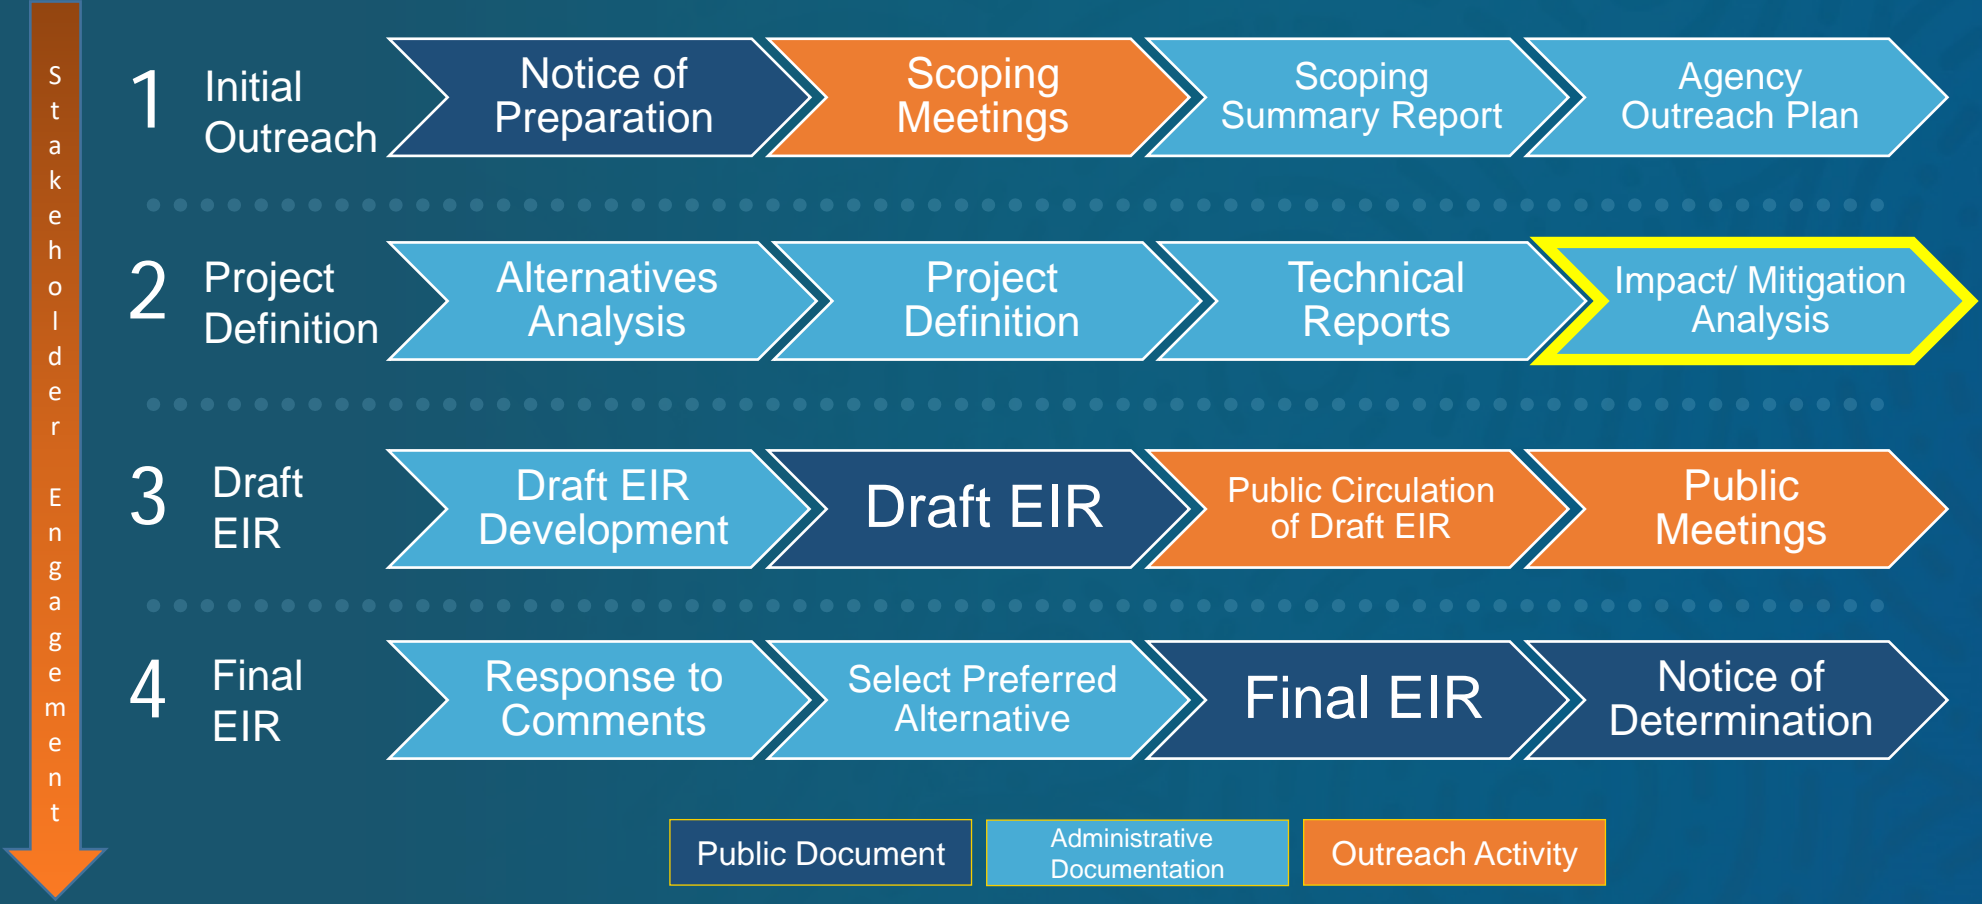 Stakeholder Engagement
1
Initial
Outreach
Notice of
Preparation
Scoping
Meetings
Scoping
Summary Report
Agency
Outreach Plan
2
Project
Definition
Alternatives
Analysis
Project
Definition
Technical
Reports
Impact/ Mitigation
Analysis
3
Draft
EIR
Draft EIR
Development
Draft EIR
Public Circulation
of Draft EIR
Public
Meetings
4
Final
EIR
Response to
Comments
Select Preferred
Alternative
Final EIR
Notice of
Determination
Public Document
Administrative
Documentation
Outreach Activity